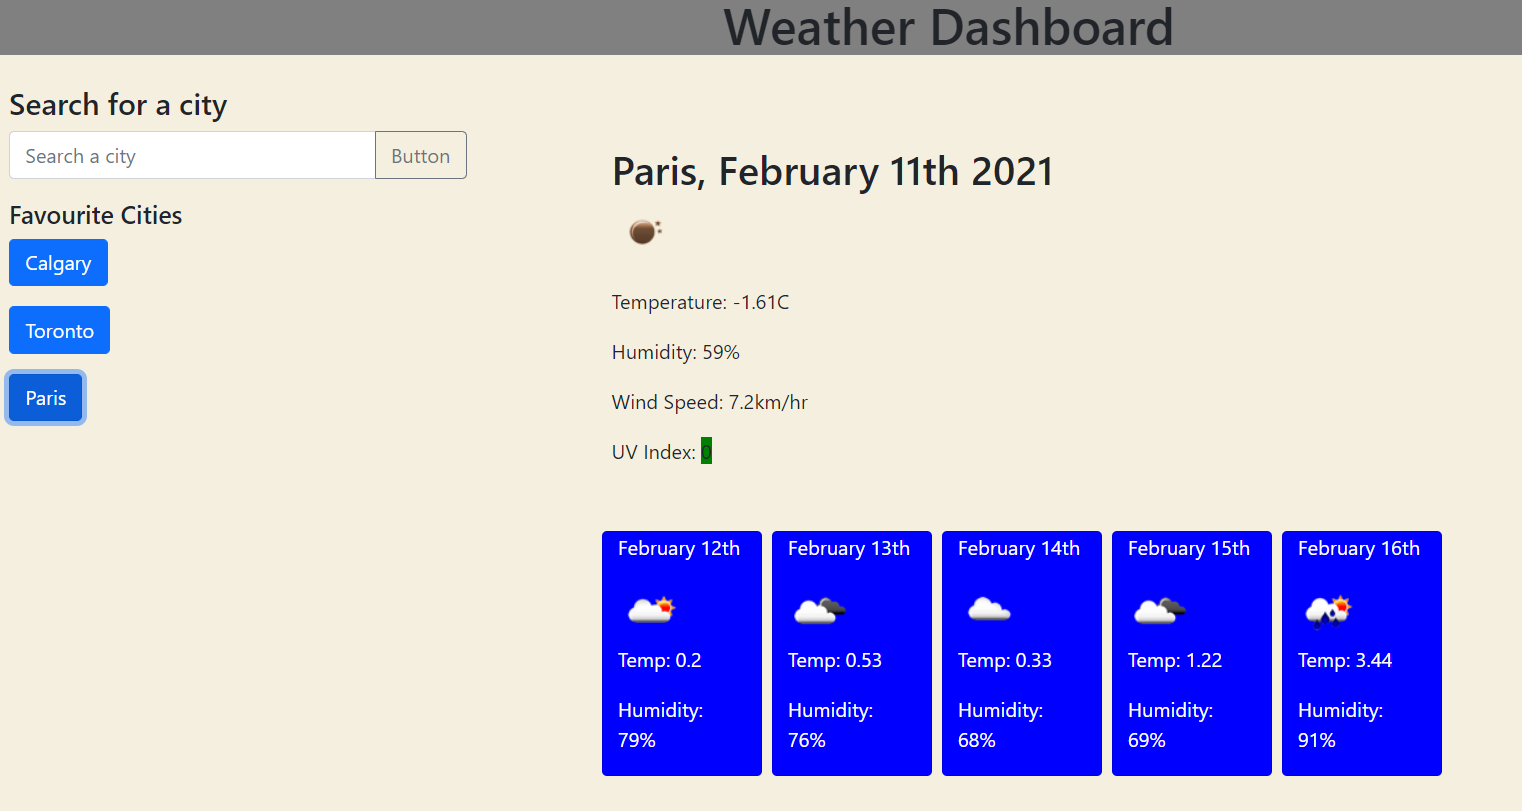 Weather Dashboard
Search for a city
Search a city
Button
Favourite Cities
Calgary
Toronto
Paris
Paris, February 11th 2021
Temperature: -1.61C
Humidity: 59%
Wind Speed: 7.2km/hr
UV Index: 0
February 12th
Temp: 0.2
Humidity:
79%
February 13th
Temp: 0.53
Humidity:
76%
February 14th
Temp: 0.33
Humidity:
68%
February 15th
Temp: 1.22
Humidity:
69%
February 16th
Temp: 3.44
Humidity:
91%